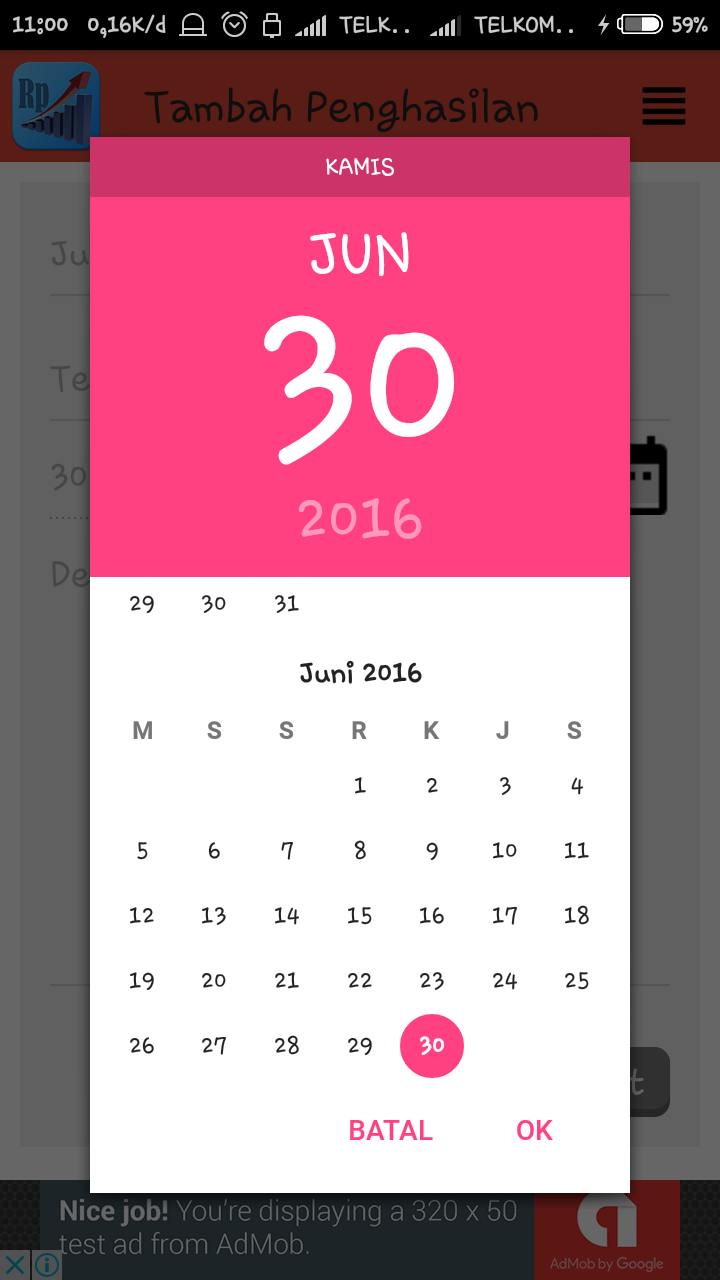 11:00 0,16K/d TELK.. TELKOM.. 59%
Rp Tambah Penghasilan
KAMIS
JUN
30
2016
29 30 31
Juni 2016
M S S R K J S
1 2 3 4
5 6 7 8 9 10 11
12 13 14 15 16 17 18
19 20 21 22 23 24 25
26 27 28 29 30
BATAL OK
Ju
Te
30
De
t
Nice job! You're displaying a 320 x 50
test ad from AdMob.
AdMob by Google